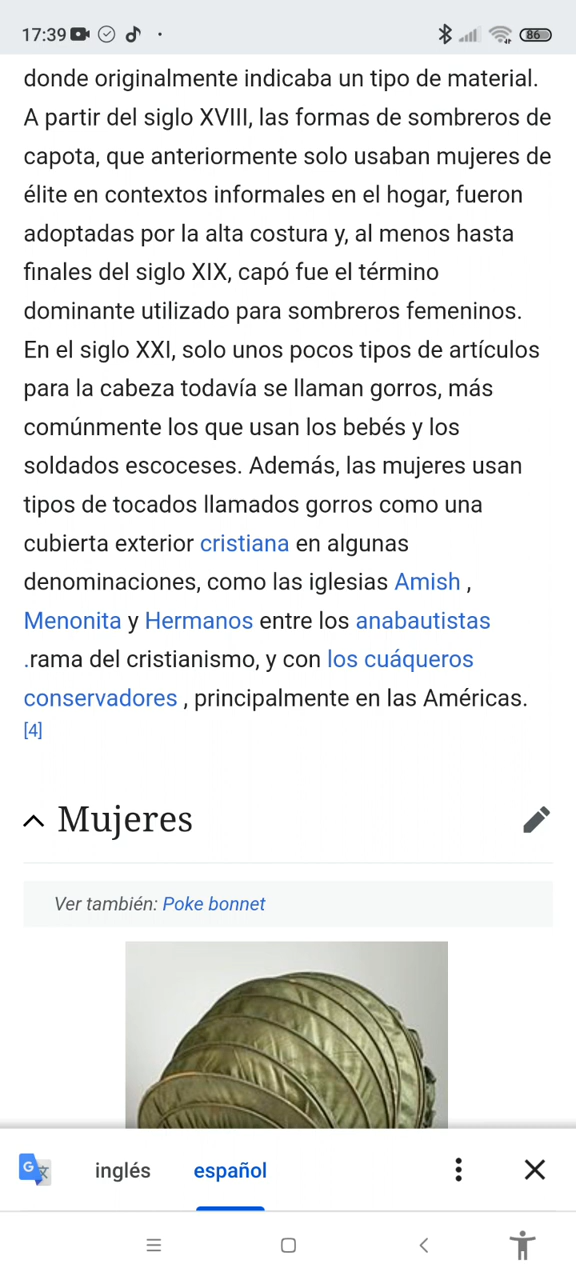 17:39
86
donde originalmente indicaba un tipo de material.
A partir del siglo XVIII, las formas de sombreros de
capota, que anteriormente solo usaban mujeres de
élite en contextos informales en el hogar, fueron
adoptadas por la alta costura y, al menos hasta
finales del siglo XIX, capó fue el término
dominante utilizado para sombreros femeninos.
En el siglo XXI, solo unos pocos tipos de artículos
para la cabeza todavía se llaman gorros, más
comúnmente los que usan los bebés y los
soldados escoceses. Además, las mujeres usan
tipos de tocados llamados gorros como una
cubierta exterior cristiana en algunas
denominaciones, como las iglesias Amish ,
Menonita y Hermanos entre los anabautistas
.rama del cristianismo, y con los cuáqueros
conservadores , principalmente en las Américas.
[4]
Mujeres
Ver también: Poke bonnet
G 文
inglés español